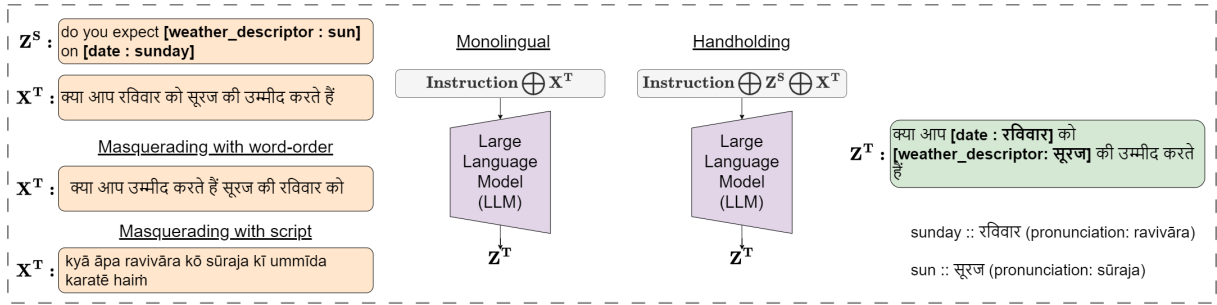 Z^S : do you expect [weather_descriptor : sun]
on [date : sunday]
X^T : क्या आप रविवार को सूरज की उम्मीद करते हैं
Masquerading with word-order
X^T : क्या आप उम्मीद करते हैं सूरज की रविवार को
Masquerading with script
X^T : kyā āpa ravivāra kō sūraja kī ummīda
karatē haiṁ
Monolingual
Instruction ⊕ X^T
Large
Language
Model
(LLM)
Z^T
Handholding
Instruction ⊕ Z^S ⊕ X^T
Large
Language
Model
(LLM)
Z^T
Z^T : क्या आप [date : रविवार] को
[weather_descriptor: सूरज] की उम्मीद करते
हैं
sunday :: रविवार (pronunciation: ravivāra)
sun :: सूरज (pronunciation: sūraja)